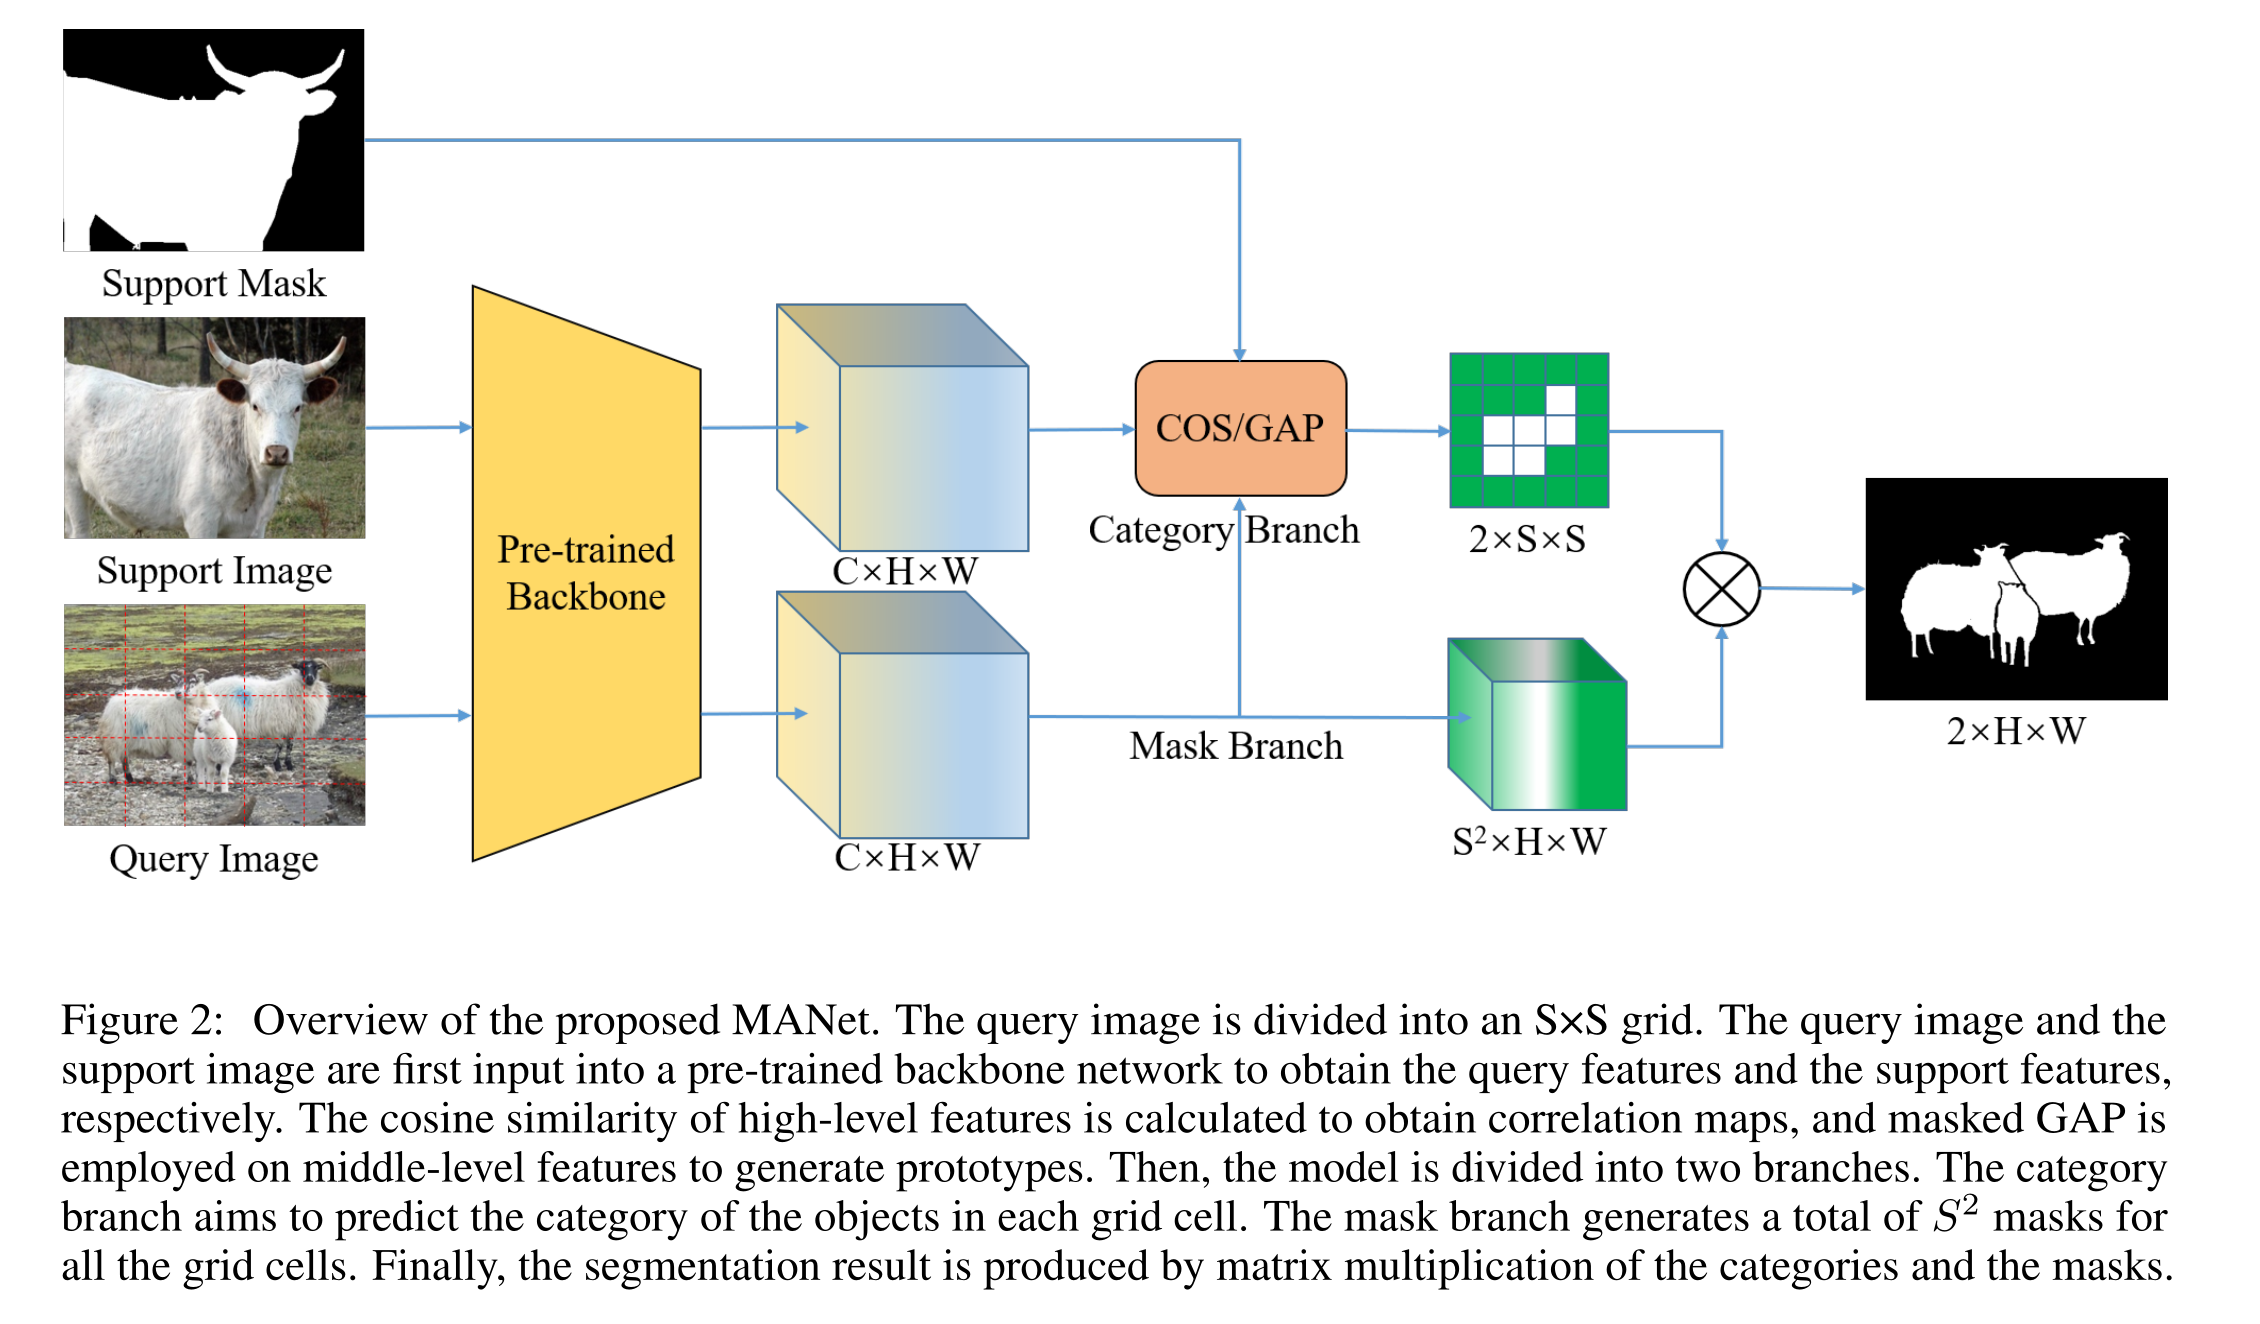 Support Mask
Support Image
Query Image
Pre-trained
Backbone
C×H×W
C×H×W
COS/GAP
Category Branch
Mask Branch
2×S×S
S²×H×W
2×H×W
Figure 2: Overview of the proposed MANet. The query image is divided into an S×S grid. The query image and the
support image are first input into a pre-trained backbone network to obtain the query features and the support features,
respectively. The cosine similarity of high-level features is calculated to obtain correlation maps, and masked GAP is
employed on middle-level features to generate prototypes. Then, the model is divided into two branches. The category
branch aims to predict the category of the objects in each grid cell. The mask branch generates a total of S² masks for
all the grid cells. Finally, the segmentation result is produced by matrix multiplication of the categories and the masks.